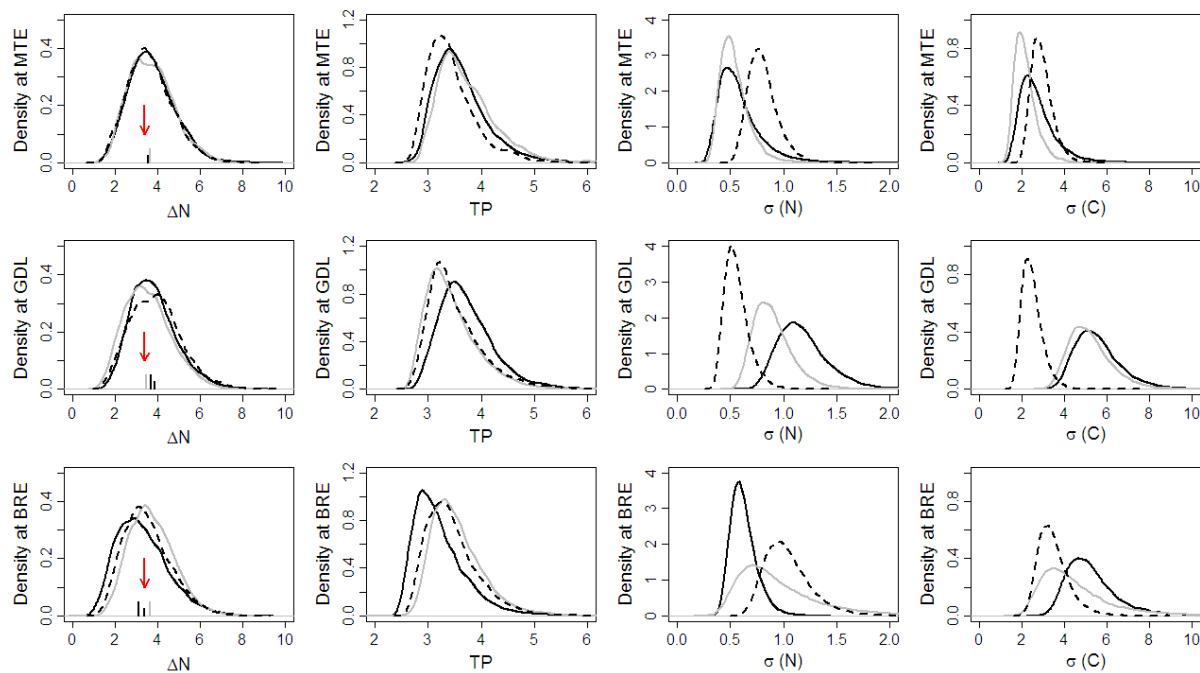 Density at MTE
0.0 0.2 0.4
0 2 4 6 8 10
ΔN
Density at MTE
0.0 0.4 0.8 1.2
2 3 4 5 6
TP
Density at MTE
0 1 2 3 4
0.0 0.5 1.0 1.5 2.0
σ (N)
Density at MTE
0.0 0.4 0.8
0 2 4 6 8 10
σ (C)
Density at GDL
0.0 0.2 0.4
0 2 4 6 8 10
ΔN
Density at GDL
0.0 0.4 0.8 1.2
2 3 4 5 6
TP
Density at GDL
0 1 2 3 4
0.0 0.5 1.0 1.5 2.0
σ (N)
Density at GDL
0.0 0.4 0.8
0 2 4 6 8 10
σ (C)
Density at BRE
0.0 0.2 0.4
0 2 4 6 8 10
ΔN
Density at BRE
0.0 0.4 0.8 1.2
2 3 4 5 6
TP
Density at BRE
0 1 2 3 4
0.0 0.5 1.0 1.5 2.0
σ (N)
Density at BRE
0.0 0.4 0.8
0 2 4 6 8 10
σ (C)